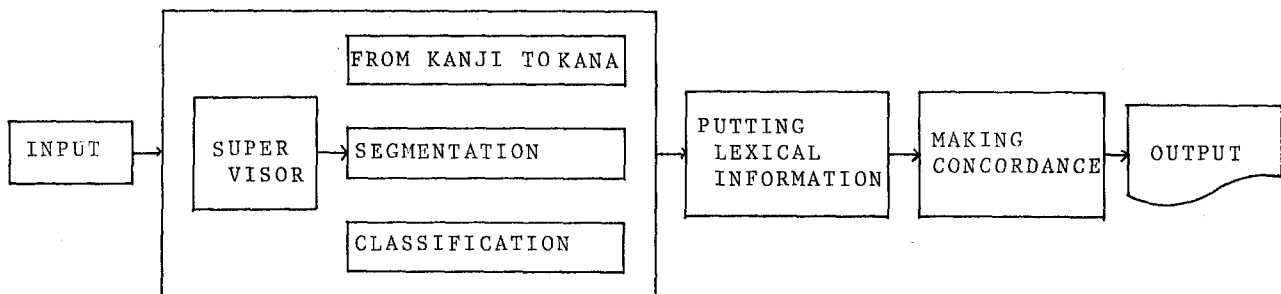 INPUT
SUPER
VISOR
FROM KANJI TO KANA
SEGMENTATION
CLASSIFICATION
PUTTING
LEXICAL
INFORMATION
MAKING
CONCORDANCE
OUTPUT